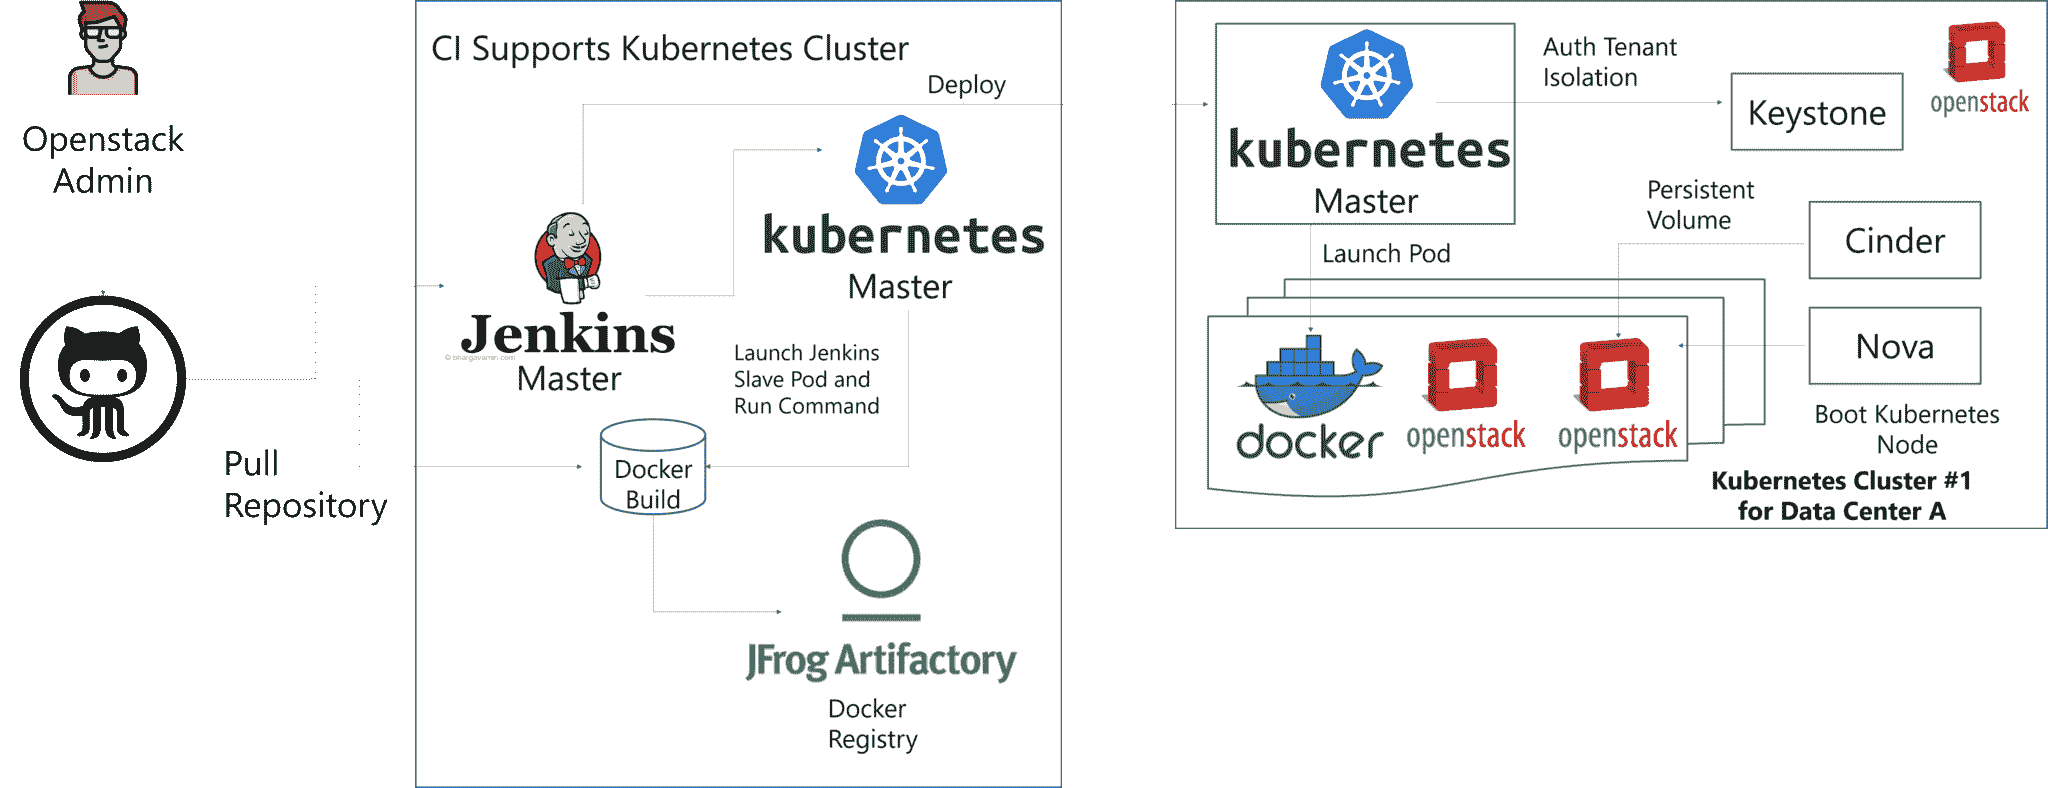 Openstack
Admin
Pull
Repository
CI Supports Kubernetes Cluster
Deploy
kubernetes
Master
Jenkins
© bhargavamin.com
Master
Launch Jenkins
Slave Pod and
Run Command
Docker
Build
JFrog Artifactory
Docker
Registry
kubernetes
Master
Auth Tenant
Isolation
Keystone
openstack
Persistent
Volume
Cinder
Launch Pod
Nova
docker
openstack
openstack
Boot Kubernetes
Node
Kubernetes Cluster #1
for Data Center A